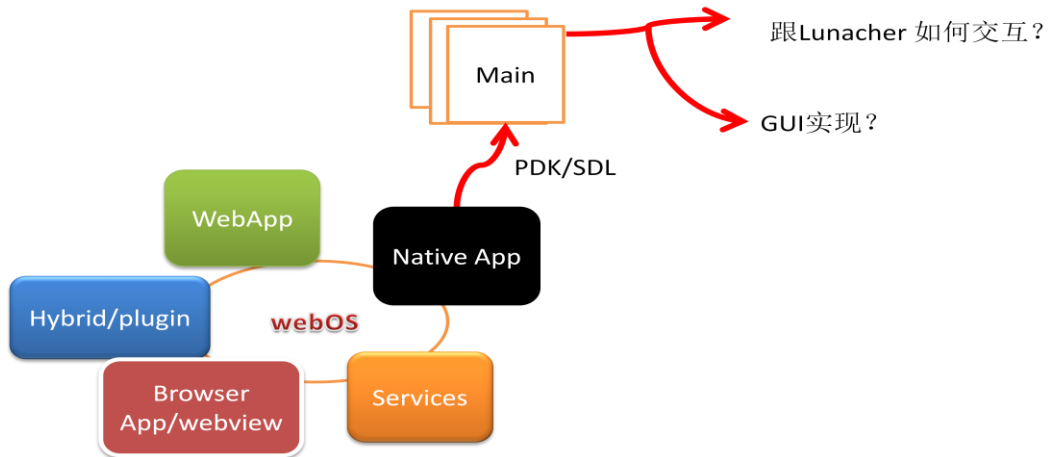 Main
跟Lunacher 如何交互？
GUI实现？
PDK/SDL
WebApp
Native App
Hybrid/plugin
webOS
Browser
App/webview
Services